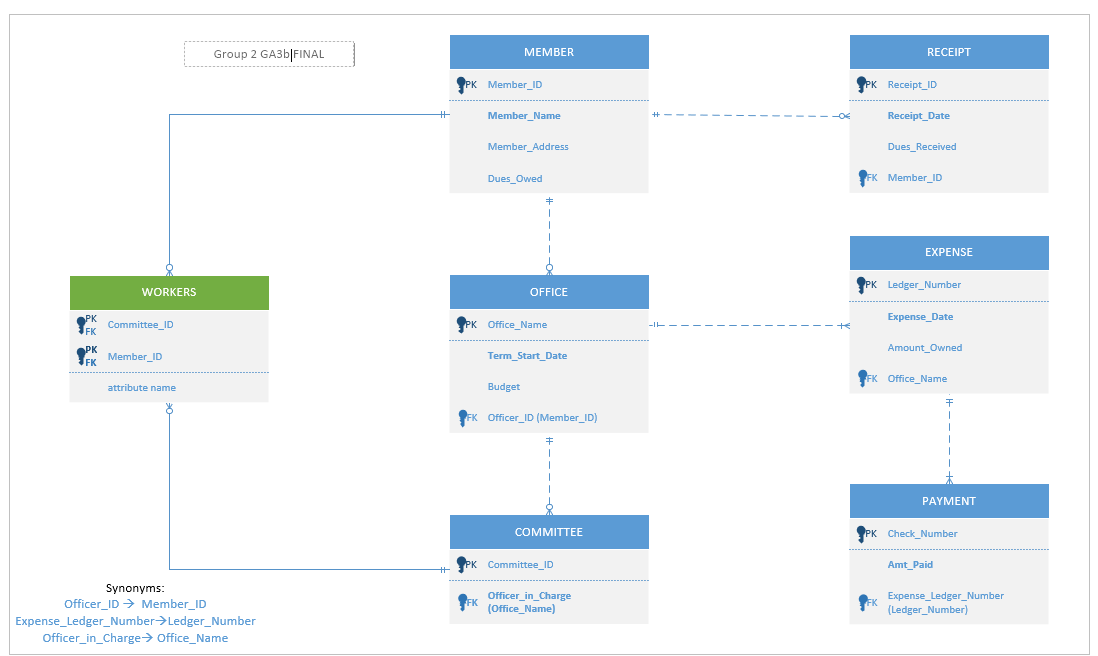 Group 2 GA3b FINAL
MEMBER
PK Member_ID
Member_Name
Member_Address
Dues_Owed
RECEIPT
PK Receipt_ID
Receipt_Date
Dues_Received
FK Member_ID
WORKERS
PK
FK Committee_ID
PK
FK Member_ID
attribute name
OFFICE
PK Office_Name
Term_Start_Date
Budget
FK Officer_ID (Member_ID)
EXPENSE
PK Ledger_Number
Expense_Date
Amount_Owned
FK Office_Name
COMMITTEE
PK Committee_ID
FK Officer_in_Charge
(Office_Name)
PAYMENT
PK Check_Number
Amt_Paid
FK Expense_Ledger_Number
(Ledger_Number)
Synonyms:
Officer_ID → Member_ID
Expense_Ledger_Number→Ledger_Number
Officer_in_Charge→ Office_Name